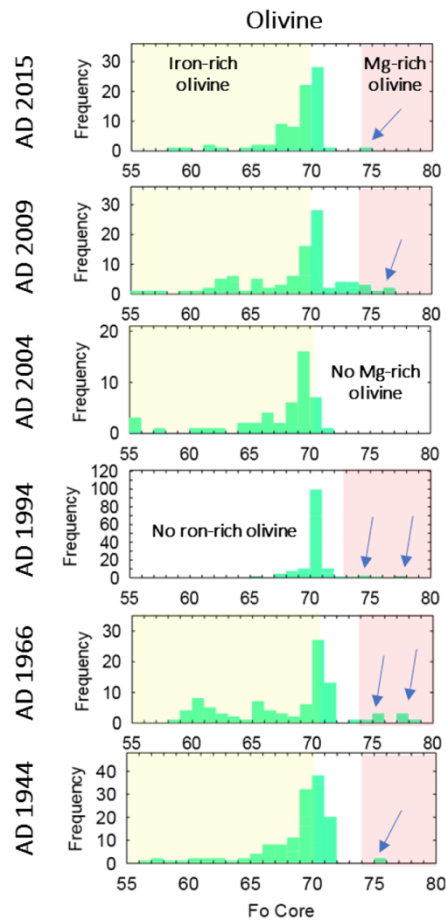 Olivine
AD 2015
Frequency
30
20
10
0
Iron-rich
olivine
Mg-rich
olivine
55 60 65 70 75 80
AD 2009
Frequency
30
20
10
0
55 60 65 70 75 80
AD 2004
Frequency
20
10
0
No Mg-rich
olivine
55 60 65 70 75 80
AD 1994
Frequency
120
100
80
60
40
20
0
No ron-rich olivine
55 60 65 70 75 80
AD 1966
Frequency
30
20
10
0
55 60 65 70 75 80
AD 1944
Frequency
40
30
20
10
0
55 60 65 70 75 80
Fo Core